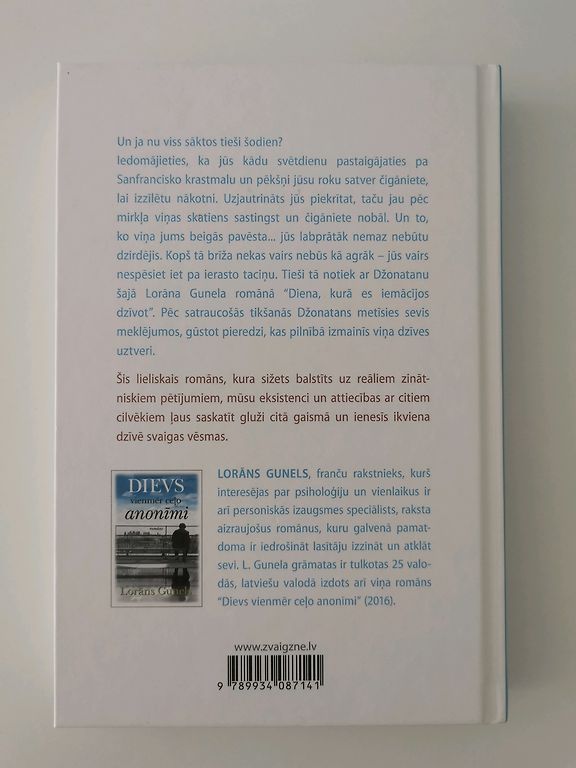 Un ja nu viss sāktos tieši šodien?
Iedomājieties, ka jūs kādu svētdienu pastaigājaties pa
Sanfrancisko krastmalu un pēkšņi jūsu roku satver čigāniete,
lai izzīlētu nākotni. Uzjautrināts jūs piekrītat, taču jau pēc
mirkļa viņas skatiens sastingst un čigāniete nobāl. Un to,
ko viņa jums beigās pavēsta... jūs labprātāk nemaz nebūtu
dzirdējis. Kopš tā brīža nekas vairs nebūs kā agrāk – jūs vairs
nespēsiet iet pa ierasto taciņu. Tieši tā notiek ar Džonatanu
šajā Lorāna Gunela romānā “Diena, kurā es iemācījos
dzīvot”. Pēc satraucošās tikšanās Džonatans metīsies sevis
meklējumos, gūstot pieredzi, kas pilnībā izmainīs viņa dzīves
uztveri.
Šis lieliskais romāns, kura sižets balstīts uz reāliem zināt-
niskiem pētījumiem, mūsu eksistenci un attiecības ar citiem
cilvēkiem ļaus saskatīt gluži citā gaismā un ienesīs ikviena
dzīvē svaigas vēsmas.
DIEVS
vienmēr ceļo
anonīmi
Lorāns Gunels
LORĀNS GUNELS, franču rakstnieks, kurš
interesējas par psiholoģiju un vienlaikus ir
arī personiskās izaugsmes speciālists, raksta
aizraujošus romānus, kuru galvenā pamat-
doma ir iedrošināt lasītāju izzināt un atklāt
sevi. L. Gunela grāmatas ir tulkotas 25 valo-
dās, latviešu valodā izdots arī viņa romāns
“Dievs vienmēr ceļo anonīmi” (2016).
www.zvaigzne.lv
9 789934 087141